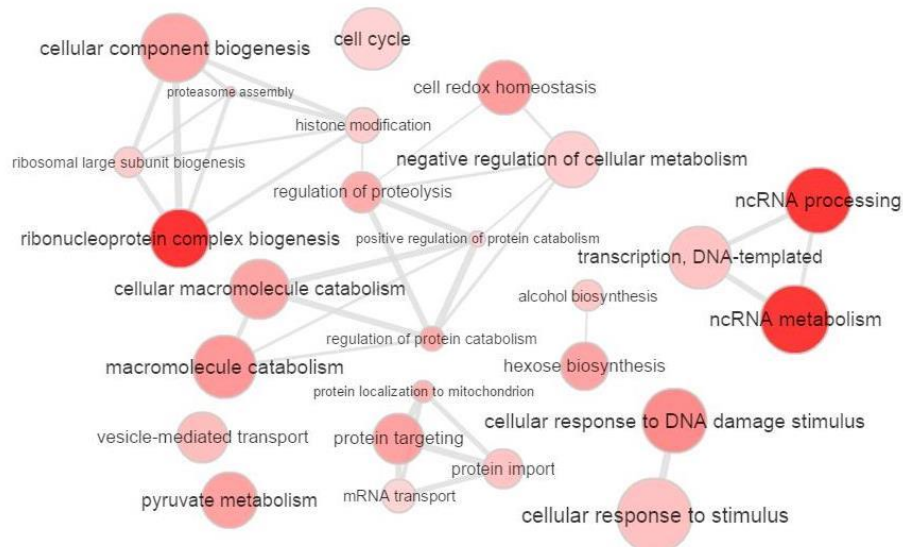 cell cycle
cellular component biogenesis
cell redox homeostasis
proteasome assembly
histone modification
ribosomal large subunit biogenesis
negative regulation of cellular metabolism
regulation of proteolysis
ncRNA processing
ribonucleoprotein complex biogenesis
positive regulation of protein catabolism
transcription, DNA-templated
cellular macromolecule catabolism
alcohol biosynthesis
ncRNA metabolism
regulation of protein catabolism
macromolecule catabolism
hexose biosynthesis
protein localization to mitochondrion
cellular response to DNA damage stimulus
vesicle-mediated transport
protein targeting
protein import
mRNA transport
pyruvate metabolism
cellular response to stimulus